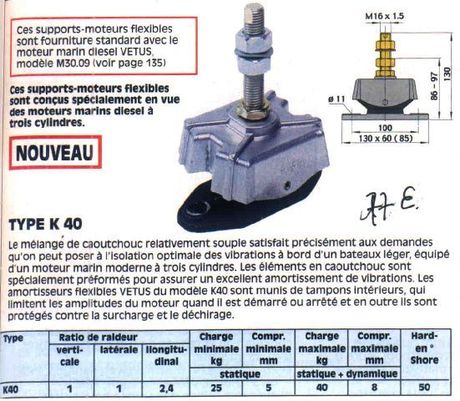 Ces supports-moteurs flexibles
sont fourniture standard avec le
moteur marin diesel VETUS,
modèle M30.09 (voir page 135)
Ces supports-moteurs flexibles
sont conçus spécialement en vue
des moteurs marins diesel à
trois cylindres.
NOUVEAU
M16 x 1.5
86 - 97
130
ø 11
100
130 x 60 (85)
TYPE K 40
Le mélange de caoutchouc relativement souple satisfait précisément aux demandes
qu'on peut poser à l'isolation optimale des vibrations à bord d'un bateaux léger, équipé
d'un moteur marin moderne à trois cylindres. Les éléments en caoutchouc sont
spécialement préformés pour assurer un excellent amortissement de vibrations. Les
amortisseurs flexibles VETUS du modèle K40 sont munis de tampons intérieurs, qui
limitent les amplitudes du moteur quand il est démarré ou arrêté et en outre ils sont
protégés contre la surcharge et le déchirage.
Type Ratio de raideur Charge Compr. Charge Compr. Hard-
verti- latérale llongitu- minimale minimale maximale maximale en °
cale dinal kg mm kg mm Shore
statique statique + dynamique
K40 1 1 2,4 25 5 40 8 50